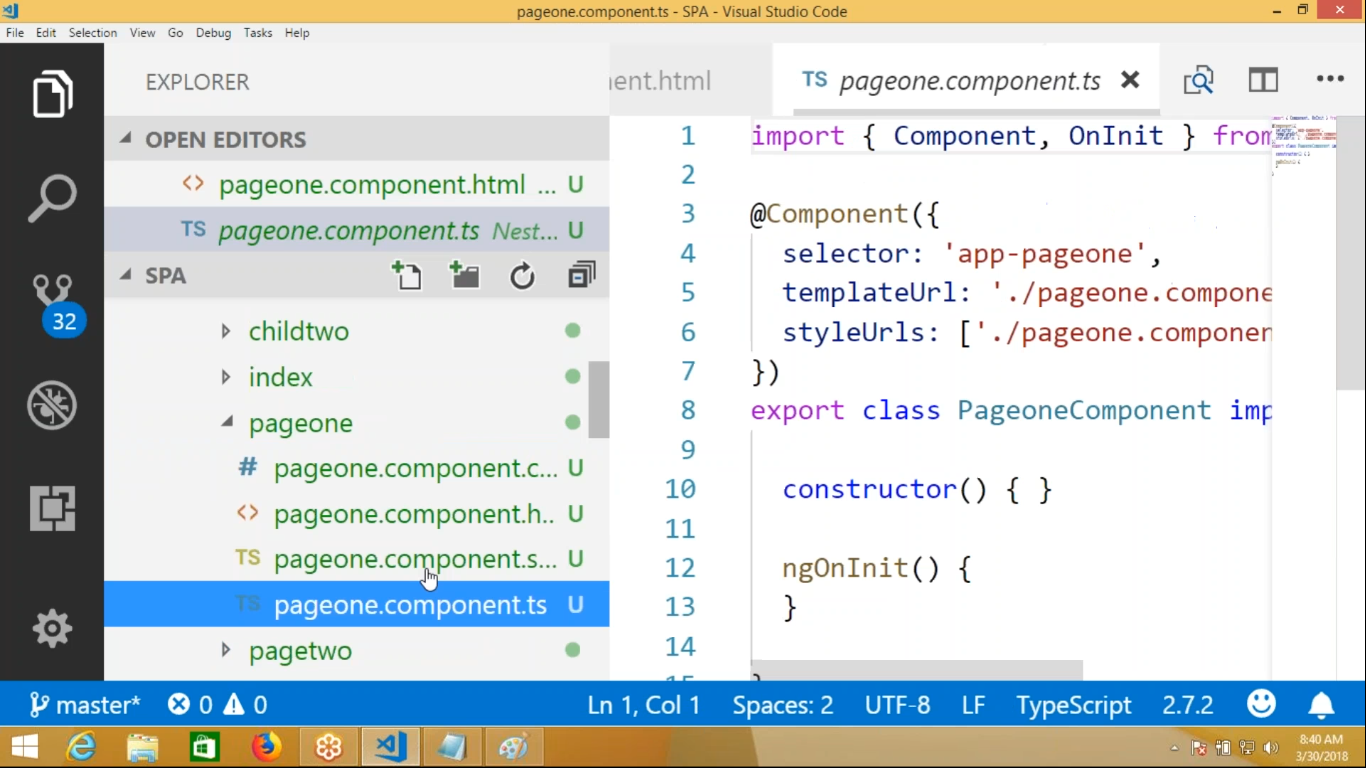 pageone.component.ts - SPA - Visual Studio Code
File Edit Selection View Go Debug Tasks Help
EXPLORER
OPEN EDITORS
pageone.component.html ... U
TS pageone.component.ts Nest... U
SPA
childtwo
index
pageone
# pageone.component.c... U
<> pageone.component.h... U
TS pageone.component.s... U
TS pageone.component.ts U
pagetwo
32
nent.html
TS pageone.component.ts
1 import { Component, OnInit } from
2
3 @Component({
4 selector: 'app-pageone',
5 templateUrl: './pageone.compone
6 styleUrls: ['./pageone.componen
7 })
8 export class PageoneComponent imp
9
10 constructor() { }
11
12 ngOnInit() {
13 }
14
15 }
master* 0 0 Ln 1, Col 1 Spaces: 2 UTF-8 LF TypeScript 2.7.2
8:40 AM
3/30/2018